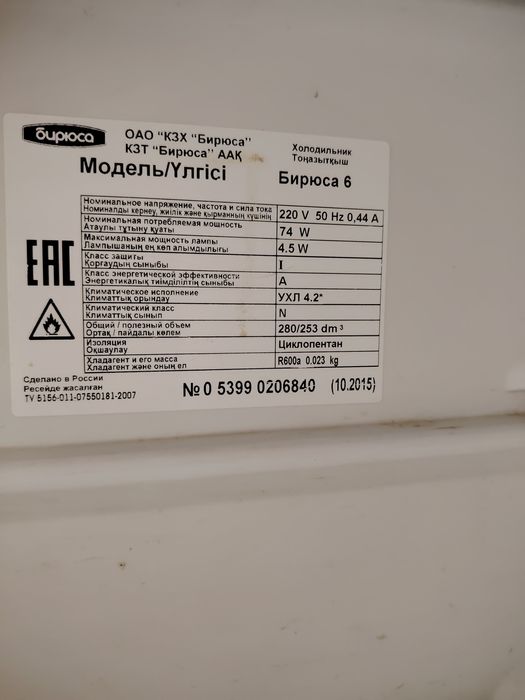 бирюса
ОАО "КЗХ "Бирюса"
КЗТ "Бирюса" ААҚ
Холодильник
Тоңазытқыш
Модель/Үлгісі
Бирюса 6
Номинальное напряжение, частота и сила тока
Номиналды кернеу, жиілік және қырманның күшінің
220 V 50 Hz 0,44 A
Номинальная потребляемая мощность
Атаулы тұтыну қуаты
74 W
Максимальная мощность лампы
Лампышаның ең көп алымдылығы
4.5 W
Класс защиты
Қорғаудың сыныбы
I
Класс энергетической эффективности
Энергетикалық тиімділіктің сыныбы
A
Климатическое исполнение
Климаттық орындау
УХЛ 4.2*
Климатический класс
Климаттық сынып
N
Общий / полезный объем
Ортақ / пайдалы көлем
280/253 dm³
Изоляция
Оқшаулау
Циклопентан
Хладагент и его масса
Хладагент және оның ел
R600a 0.023 kg
EAC
Сделано в России
Ресейде жасалған
TV 5156-011-07550181-2007
№ 0 5399 0206840 (10.2015)